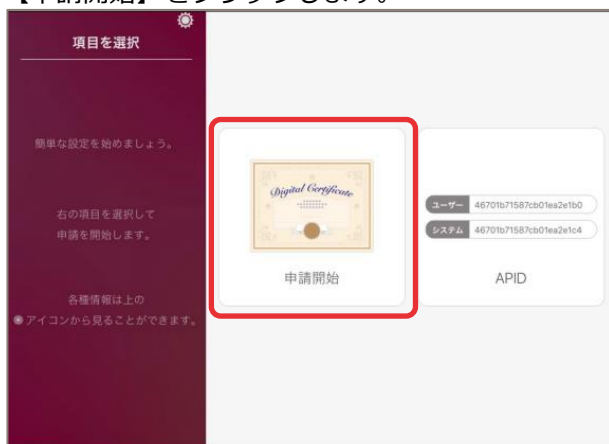 【申請開始】をクリックします。
項目を選択
簡単な設定を始めましょう。
右の項目を選択して
申請を開始します。
各種情報は上の
アイコンから見ることができます。
Digital Certificate
申請開始
ユーザー 46701b71587cb01ea2e1b0
システム 46701b71587cb01ea2e1c4
APID